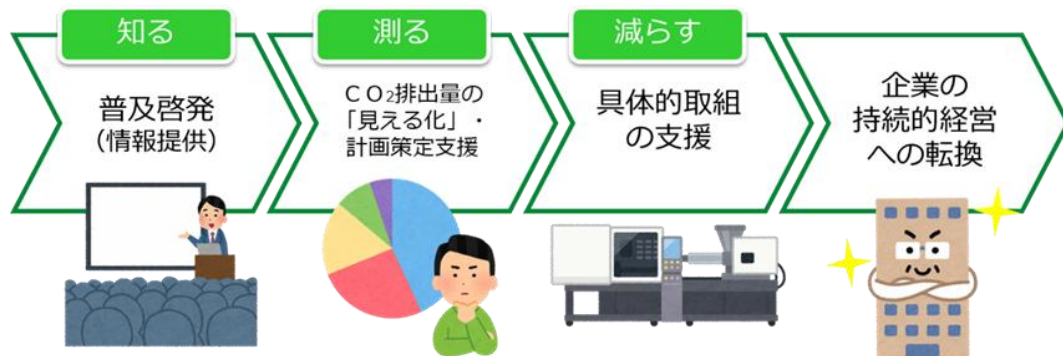 知る
普及啓発
(情報提供)
測る
CO₂排出量の
「見える化」・
計画策定支援
減らす
具体的取組
の支援
企業の
持続的経営
への転換